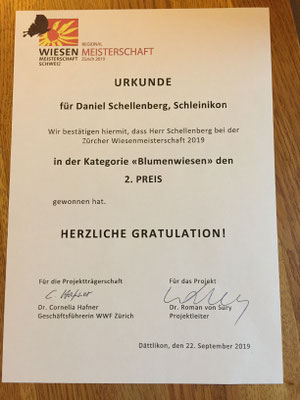 REGIONAL
WIESEN MEISTERSCHAFT
MEISTERSCHAFT Zürich 2019
SCHWEIZ
URKUNDE
für Daniel Schellenberg, Schleinikon
Wir bestätigen hiermit, dass Herr Schellenberg bei der
Zürcher Wiesenmeisterschaft 2019
in der Kategorie «Blumenwiesen» den
2. PREIS
gewonnen hat.
HERZLICHE GRATULATION!
Für die Projektträgerschaft Für das Projekt
C. Hafner
Dr. Cornelia Hafner Dr. Roman von Sury
Geschäftsführerin WWF Zürich Projektleiter
Dättlikon, den 22. September 2019